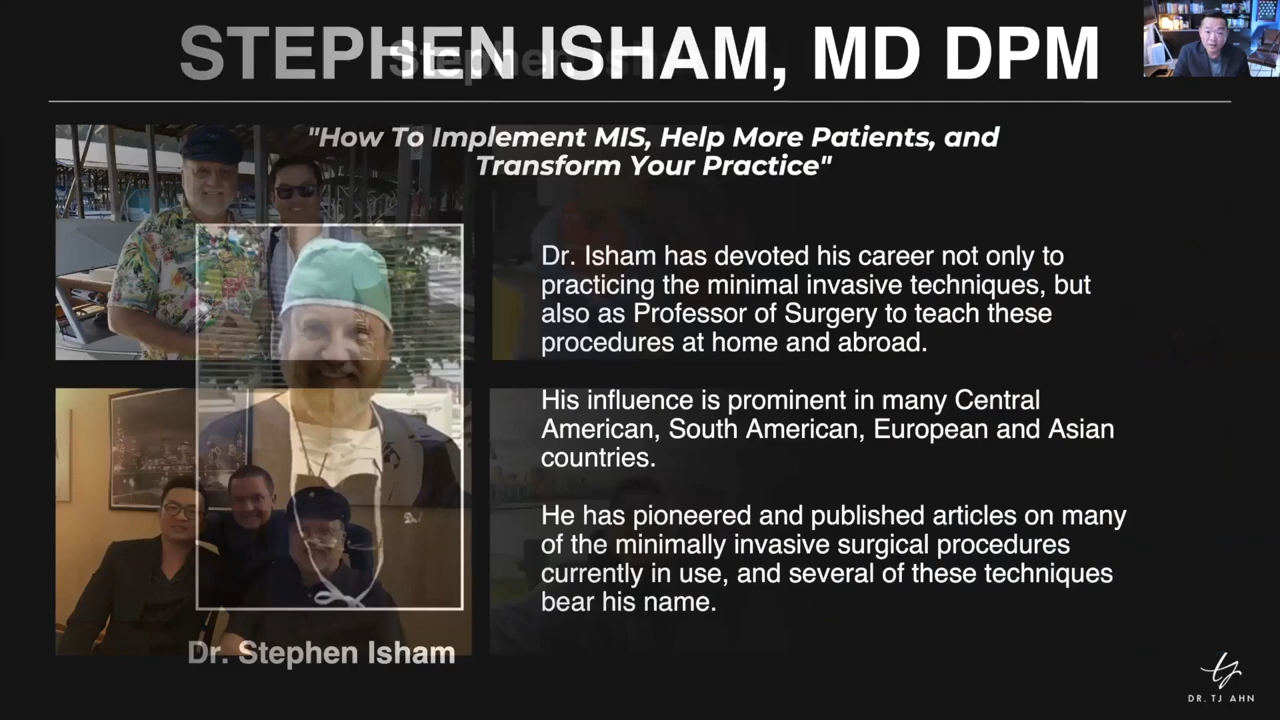 STEPHEN ISHAM, MD DPM
Stephen Isham
"How To Implement MIS, Help More Patients, and
Transform Your Practice"
Dr. Isham has devoted his career not only to
practicing the minimal invasive techniques, but
also as Professor of Surgery to teach these
procedures at home and abroad.
His influence is prominent in many Central
American, South American, European and Asian
countries.
He has pioneered and published articles on many
of the minimally invasive surgical procedures
currently in use, and several of these techniques
bear his name.
Dr. Stephen Isham
DR. TJ AHN